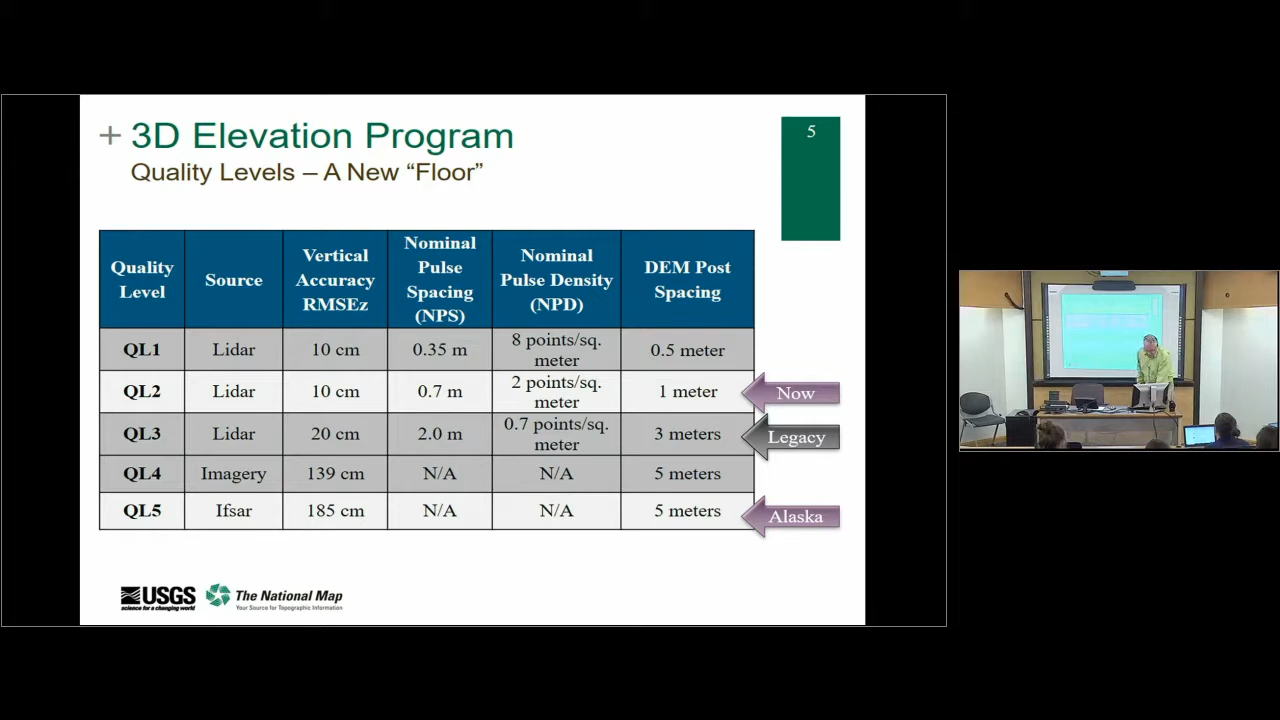 + 3D Elevation Program
5
Quality Levels – A New “Floor”
Quality Level
Source
Vertical Accuracy RMSEz
Nominal Pulse Spacing (NPS)
Nominal Pulse Density (NPD)
DEM Post Spacing
QL1 Lidar 10 cm 0.35 m 8 points/sq. meter 0.5 meter
QL2 Lidar 10 cm 0.7 m 2 points/sq. meter 1 meter Now
QL3 Lidar 20 cm 2.0 m 0.7 points/sq. meter 3 meters Legacy
QL4 Imagery 139 cm N/A N/A 5 meters
QL5 Ifsar 185 cm N/A N/A 5 meters Alaska
USGS
science for a changing world
The National Map
Your Source for Topographic Information